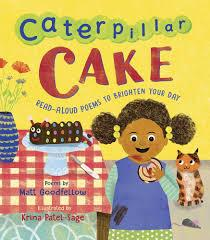 Caterpillar
CAKE
READ-ALOUD POEMS TO BRIGHTEN YOUR DAY
Poems by
Matt Goodfellow
Illustrated by
Krina Patel-Sage